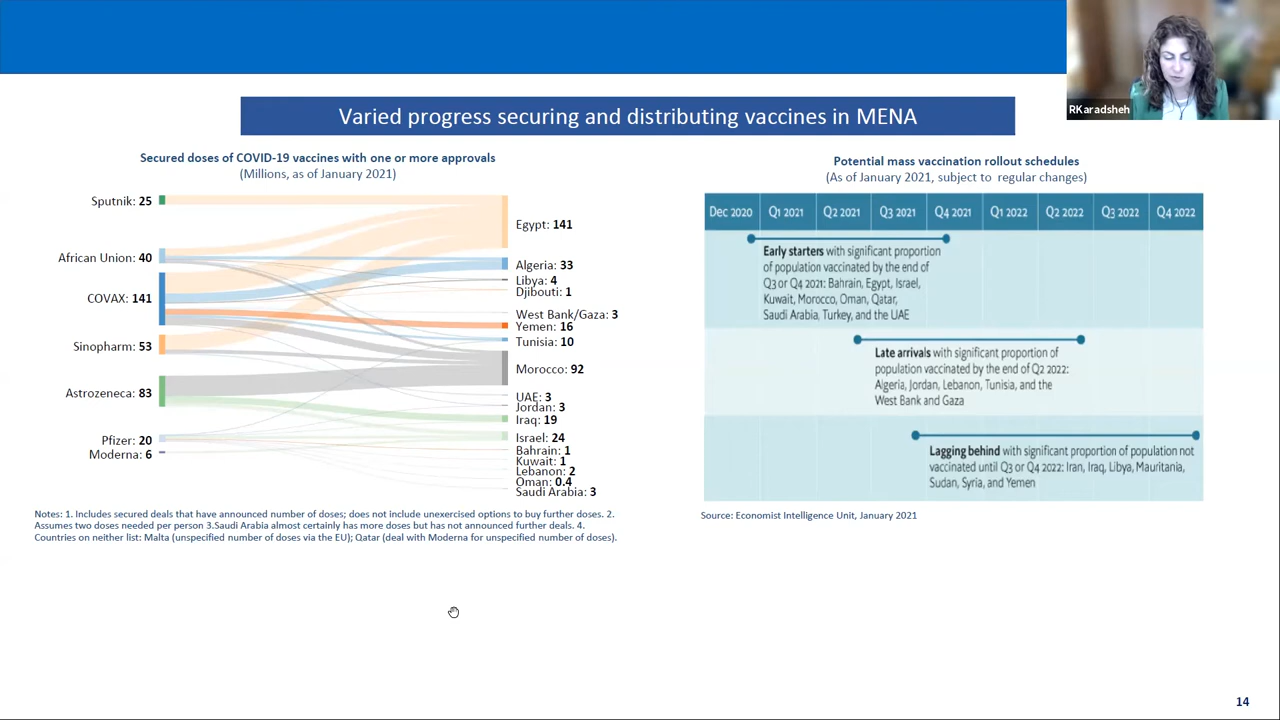 RKaradsheh
Varied progress securing and distributing vaccines in MENA
Secured doses of COVID-19 vaccines with one or more approvals
(Millions, as of January 2021)
Sputnik: 25
African Union: 40
COVAX: 141
Sinopharm: 53
Astrozeneca: 83
Pfizer: 20
Moderna: 6
Egypt: 141
Algeria: 33
Libya: 4
Djibouti: 1
West Bank/Gaza: 3
Yemen: 16
Tunisia: 10
Morocco: 92
UAE: 3
Jordan: 3
Iraq: 19
Israel: 24
Bahrain: 1
Kuwait: 1
Lebanon: 2
Oman: 0.4
Saudi Arabia: 3
Notes: 1. Includes secured deals that have announced number of doses; does not include unexercised options to buy further doses. 2.
Assumes two doses needed per person 3.Saudi Arabia almost certainly has more doses but has not announced further deals. 4.
Countries on neither list: Malta (unspecified number of doses via the EU); Qatar (deal with Moderna for unspecified number of doses).
Potential mass vaccination rollout schedules
(As of January 2021, subject to regular changes)
Dec 2020 Q1 2021 Q2 2021 Q3 2021 Q4 2021 Q1 2022 Q2 2022 Q3 2022 Q4 2022
Early starters with significant proportion
of population vaccinated by the end of
Q3 or Q4 2021: Bahrain, Egypt, Israel,
Kuwait, Morocco, Oman, Qatar,
Saudi Arabia, Turkey, and the UAE
Late arrivals with significant proportion of
population vaccinated by the end of Q2 2022:
Algeria, Jordan, Lebanon, Tunisia, and the
West Bank and Gaza
Lagging behind with significant proportion of population not
vaccinated until Q3 or Q4 2022: Iran, Iraq, Libya, Mauritania,
Sudan, Syria, and Yemen
Source: Economist Intelligence Unit, January 2021
14